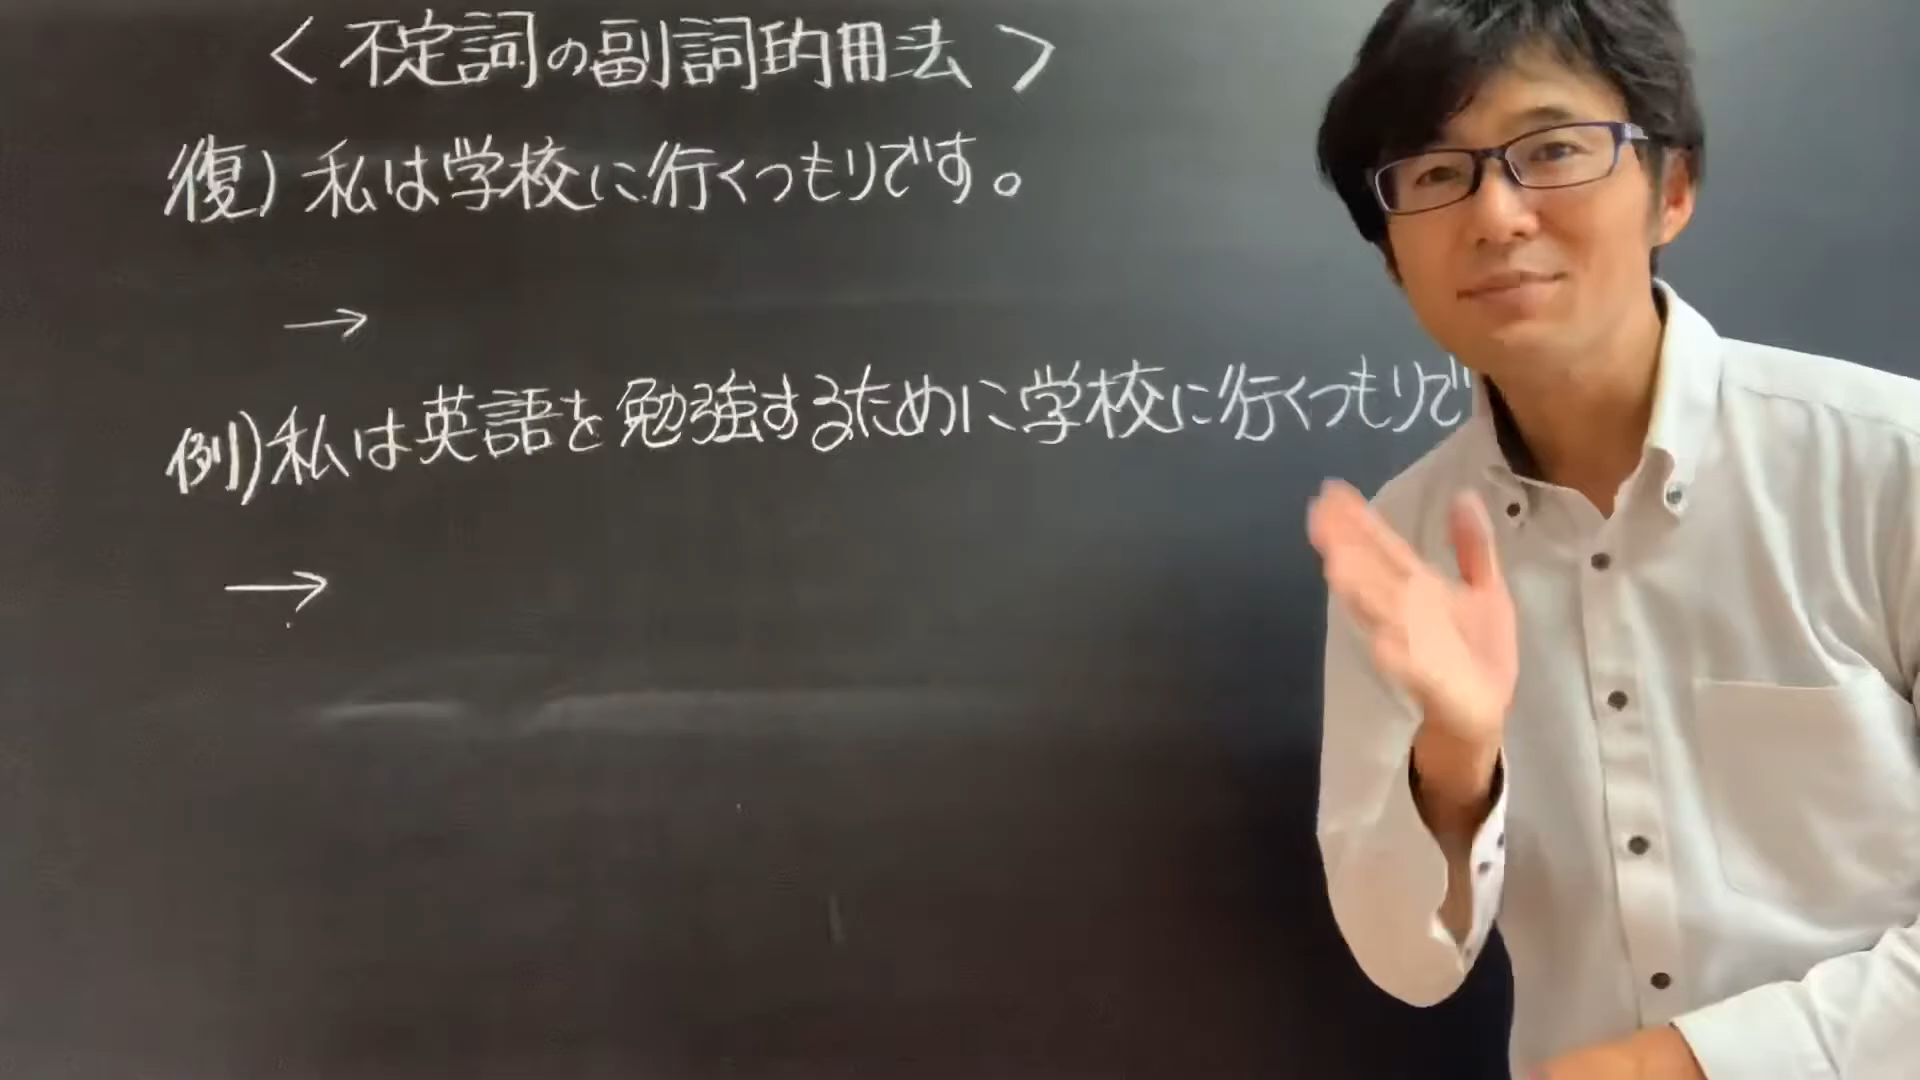 <不定詞の副詞的用法>
復)私は学校に行くつもりです。
→
例)私は英語を勉強するために学校に行くつもりで
→